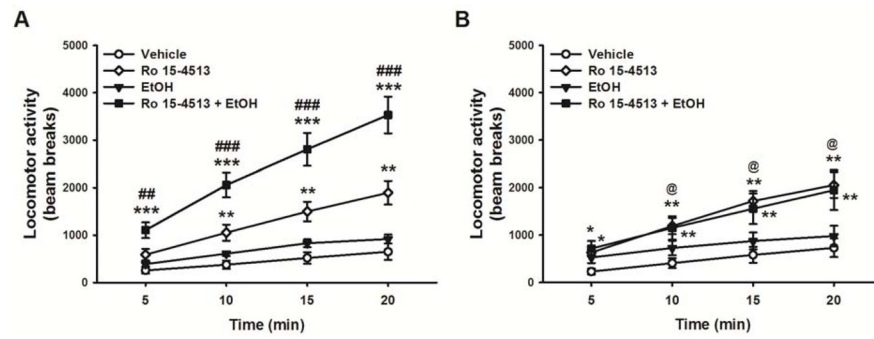 A
5000
4000
3000
2000
1000
0
Locomotor activity
(beam breaks)
Vehicle
Ro 15-4513
EtOH
Ro 15-4513 + EtOH
##
***
###
***
**
###
***
**
###
***
**
5
10
15
20
Time (min)
B
5000
4000
3000
2000
1000
0
Locomotor activity
(beam breaks)
Vehicle
Ro 15-4513
EtOH
Ro 15-4513 + EtOH
*
*
@
**
**
@
**
**
@
**
**
5
10
15
20
Time (min)